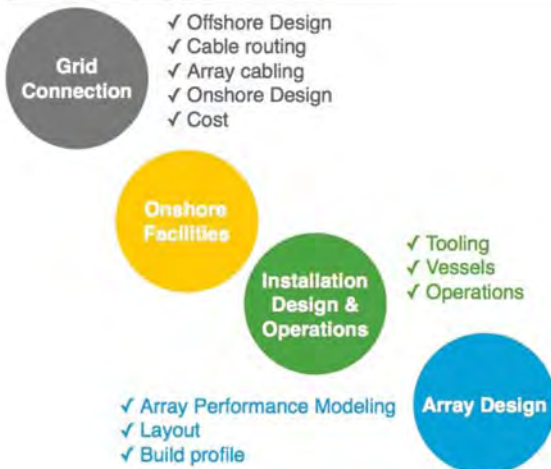 Grid
Connection
✓ Offshore Design
✓ Cable routing
✓ Array cabling
✓ Onshore Design
✓ Cost
Onshore
Facilities
Installation
Design &
Operations
✓ Tooling
✓ Vessels
✓ Operations
Array Design
✓ Array Performance Modeling
✓ Layout
✓ Build profile